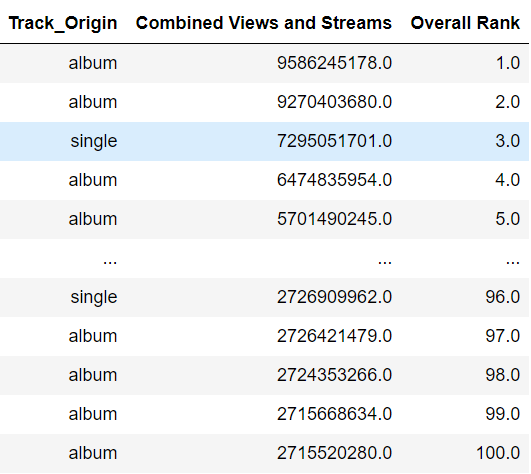 Track_Origin Combined Views and Streams Overall Rank
album 9586245178.0 1.0
album 9270403680.0 2.0
single 7295051701.0 3.0
album 6474835954.0 4.0
album 5701490245.0 5.0
... ... ...
single 2726909962.0 96.0
album 2726421479.0 97.0
album 2724353266.0 98.0
album 2715668634.0 99.0
album 2715520280.0 100.0